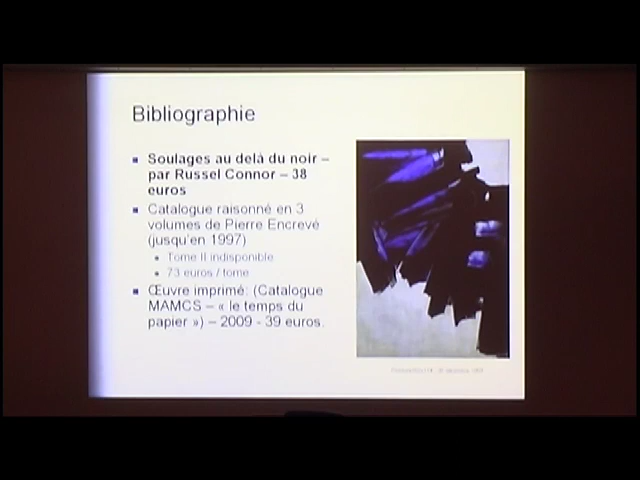 Bibliographie
Soulages au delà du noir –
par Russel Connor – 38
euros
Catalogue raisonné en 3
volumes de Pierre Encrevé
(jusqu'en 1997)
Tome II indisponible
73 euros / tome
Œuvre imprimé: (Catalogue
MAMCS – « le temps du
papier ») – 2009 - 39 euros.